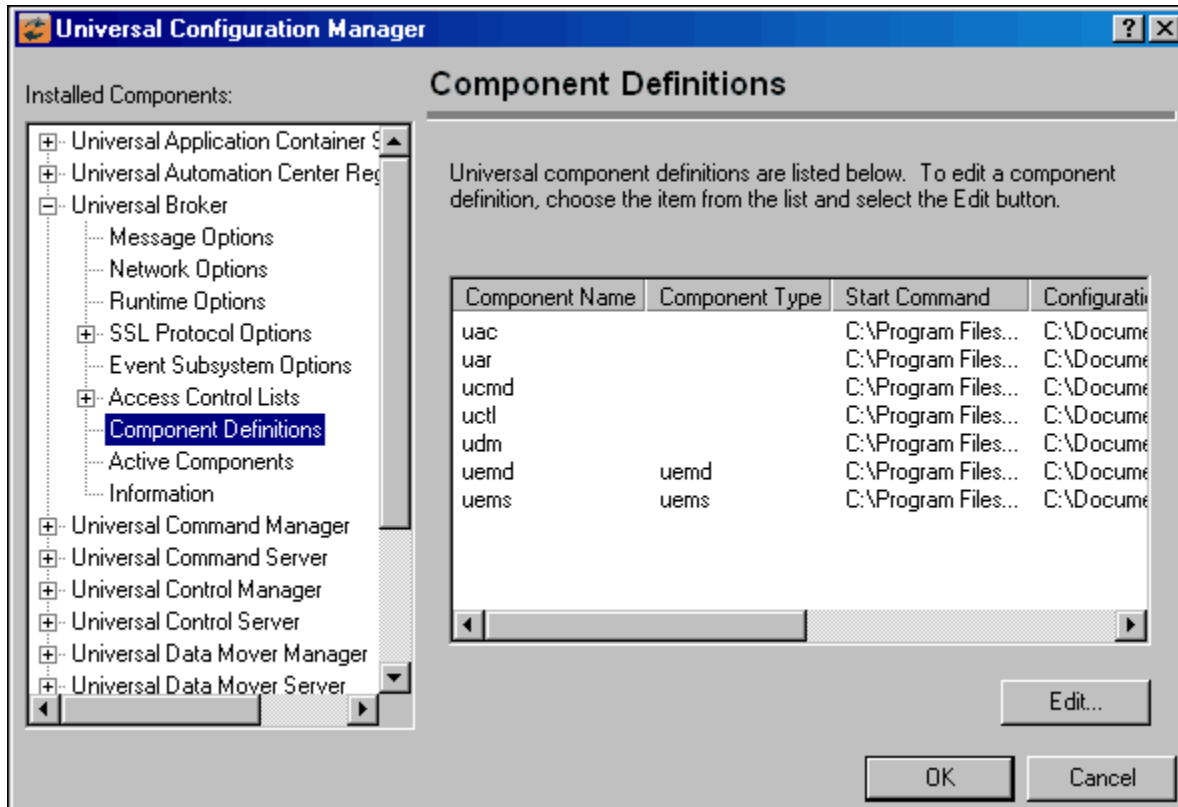 Universal Configuration Manager
Installed Components:
Universal Application Container S
Universal Automation Center Reg
Universal Broker
Message Options
Network Options
Runtime Options
SSL Protocol Options
Event Subsystem Options
Access Control Lists
Component Definitions
Active Components
Information
Universal Command Manager
Universal Command Server
Universal Control Manager
Universal Control Server
Universal Data Mover Manager
Universal Data Mover Server
Component Definitions
Universal component definitions are listed below. To edit a component
definition, choose the item from the list and select the Edit button.
Component Name Component Type Start Command Configurati
uac C:\Program Files... C:\Docume
uar C:\Program Files... C:\Docume
ucmd C:\Program Files... C:\Docume
uctl C:\Program Files... C:\Docume
udm C:\Program Files... C:\Docume
uemd uemd C:\Program Files... C:\Docume
uems uems C:\Program Files... C:\Docume
Edit...
OK Cancel